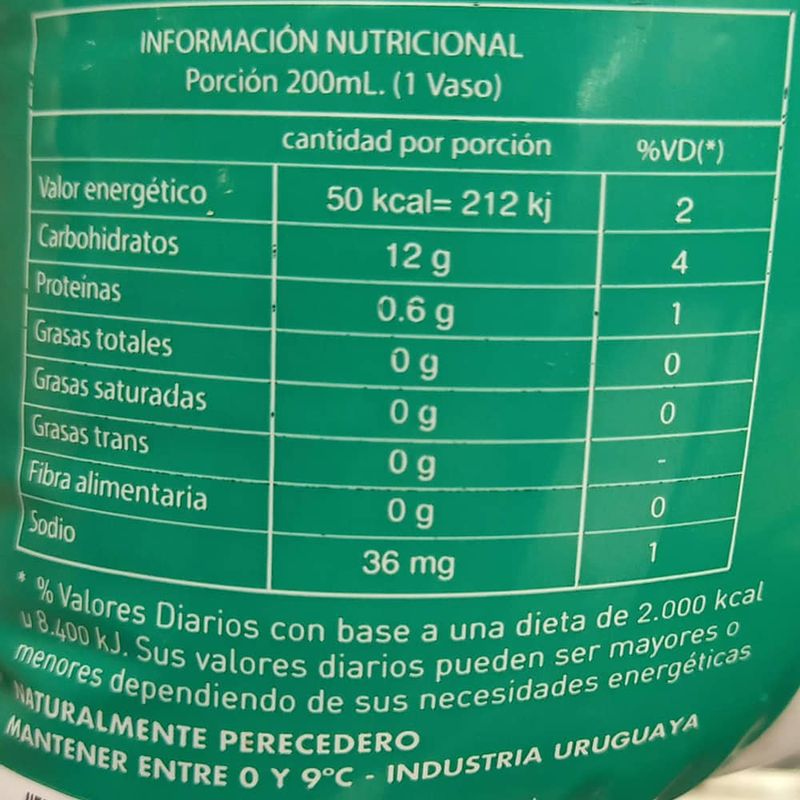 INFORMACIÓN NUTRICIONAL
Porción 200mL. (1 Vaso)
cantidad por porción %VD(*)
Valor energético 50 kcal= 212 kj 2
Carbohidratos 12 g 4
Proteínas 0.6 g 1
Grasas totales 0 g 0
Grasas saturadas 0 g 0
Grasas trans 0 g -
Fibra alimentaria 0 g 0
Sodio 36 mg 1
* % Valores Diarios con base a una dieta de 2.000 kcal
u 8.400 kJ. Sus valores diarios pueden ser mayores o
menores dependiendo de sus necesidades energéticas
NATURALMENTE PERECEDERO
MANTENER ENTRE 0 Y 9°C - INDUSTRIA URUGUAYA